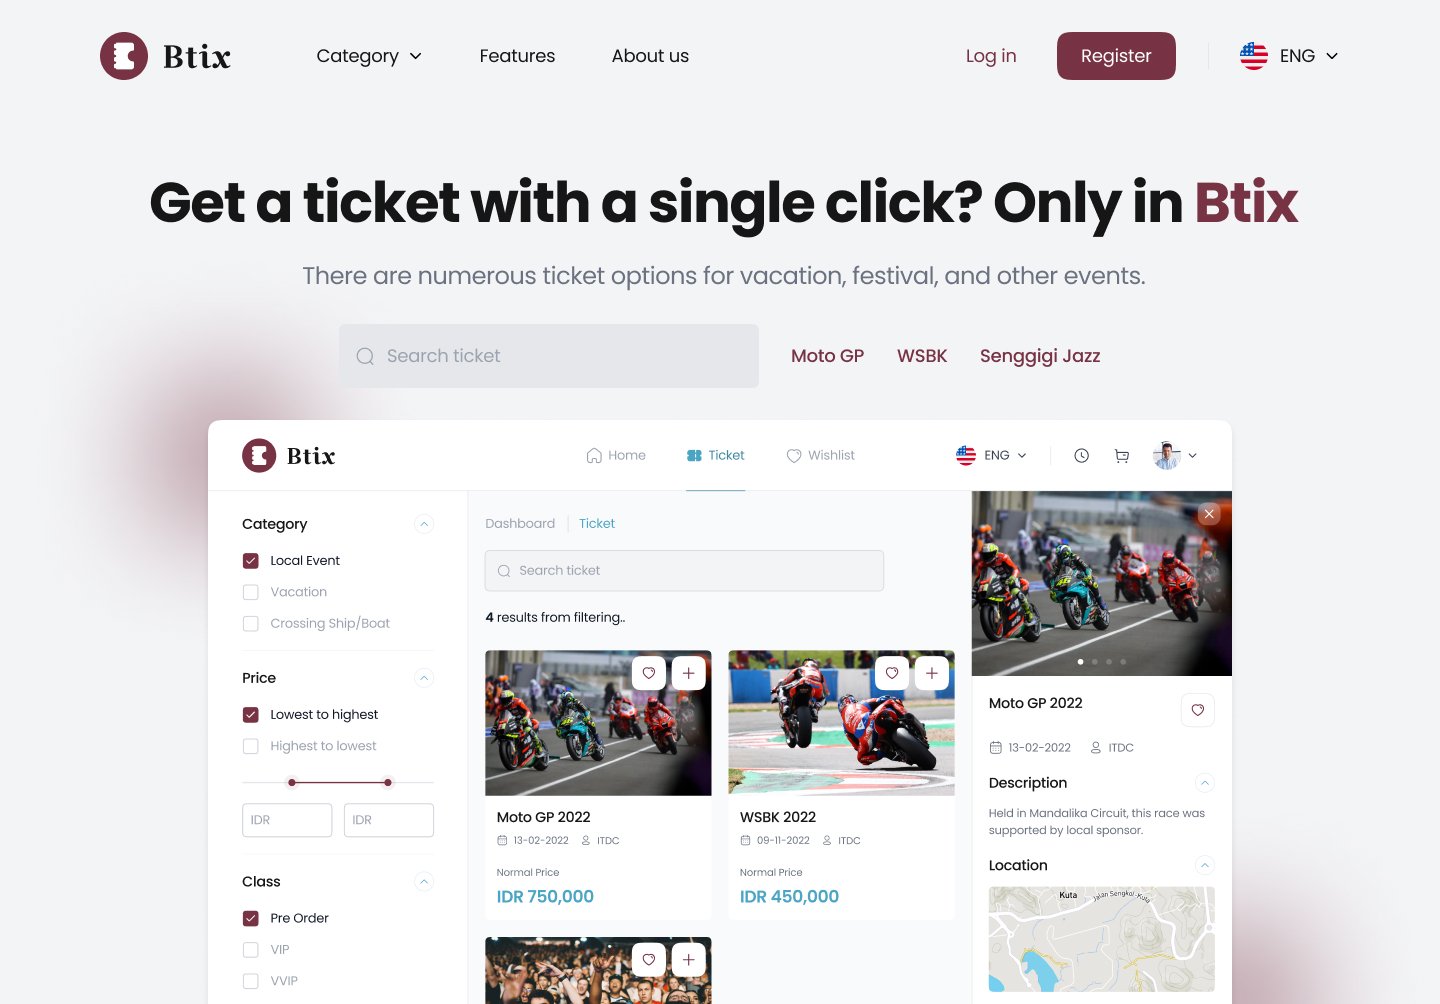 Btix
Category
Features
About us
Log in
Register
ENG
Get a ticket with a single click? Only in Btix
There are numerous ticket options for vacation, festival, and other events.
Search ticket
Moto GP
WSBK
Senggigi Jazz
Btix
Home
Ticket
Wishlist
ENG
Category
Local Event
Vacation
Crossing Ship/Boat
Price
Lowest to highest
Highest to lowest
IDR
IDR
Class
Pre Order
VIP
VVIP
Dashboard
Ticket
Search ticket
4 results from filtering..
Moto GP 2022
13-02-2022
ITDC
Normal Price
IDR 750,000
WSBK 2022
09-11-2022
ITDC
Normal Price
IDR 450,000
Moto GP 2022
13-02-2022
ITDC
Description
Held in Mandalika Circuit, this race was
supported by local sponsor.
Location
Kuta
Jalan Sengkol-Kuta